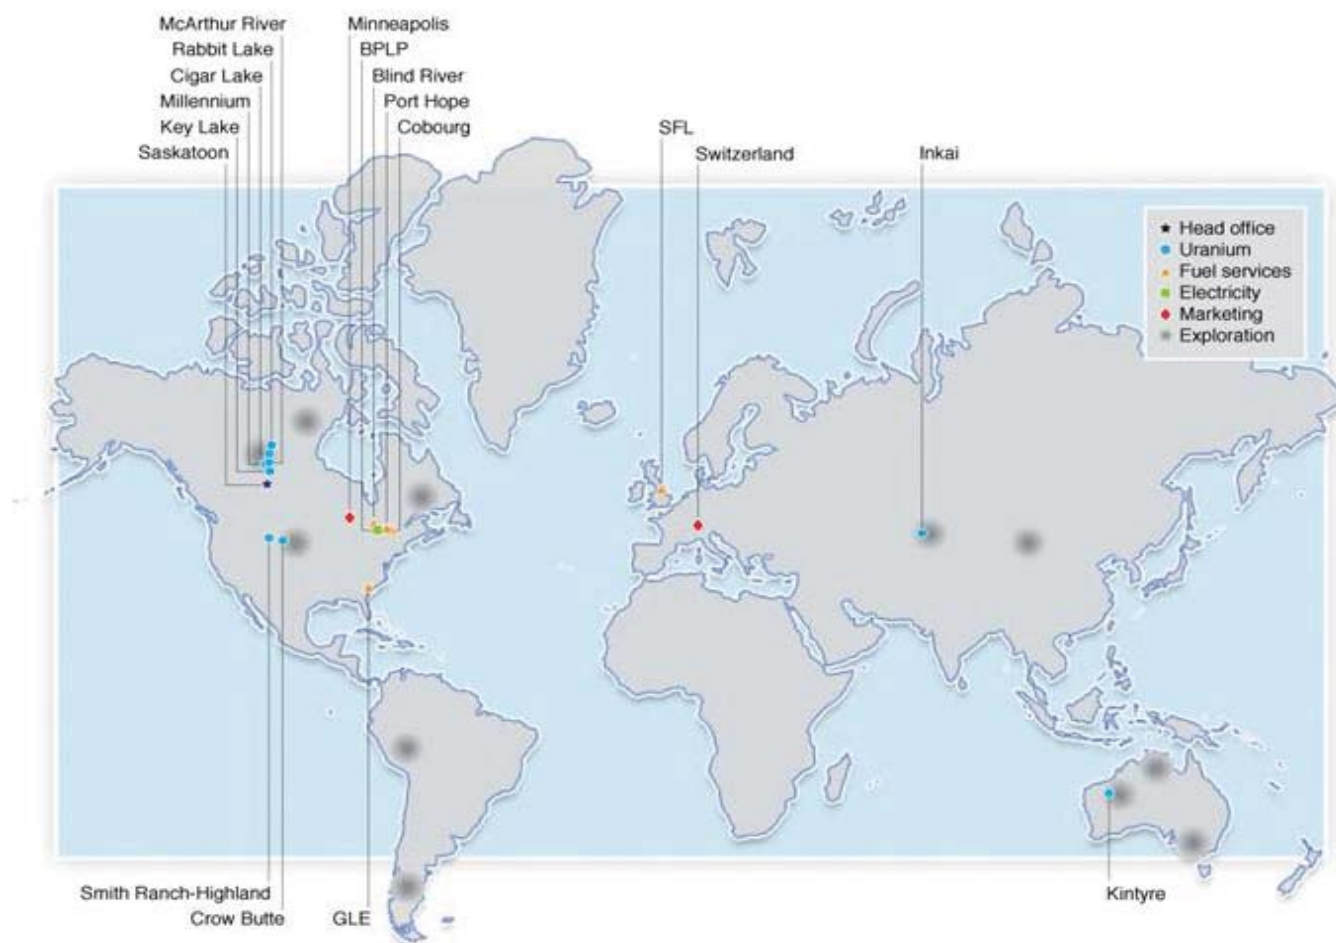 McArthur River
Rabbit Lake
Cigar Lake
Millennium
Key Lake
Saskatoon
Minneapolis
BPLP
Blind River
Port Hope
Cobourg
SFL
Switzerland
Inkai
Head office
Uranium
Fuel services
Electricity
Marketing
Exploration
Smith Ranch-Highland
Crow Butte
GLE
Kintyre